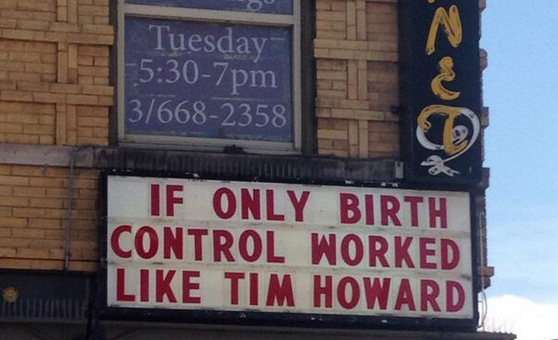 Tuesday
5:30-7pm
3/668-2358
IF ONLY BIRTH
CONTROL WORKED
LIKE TIM HOWARD